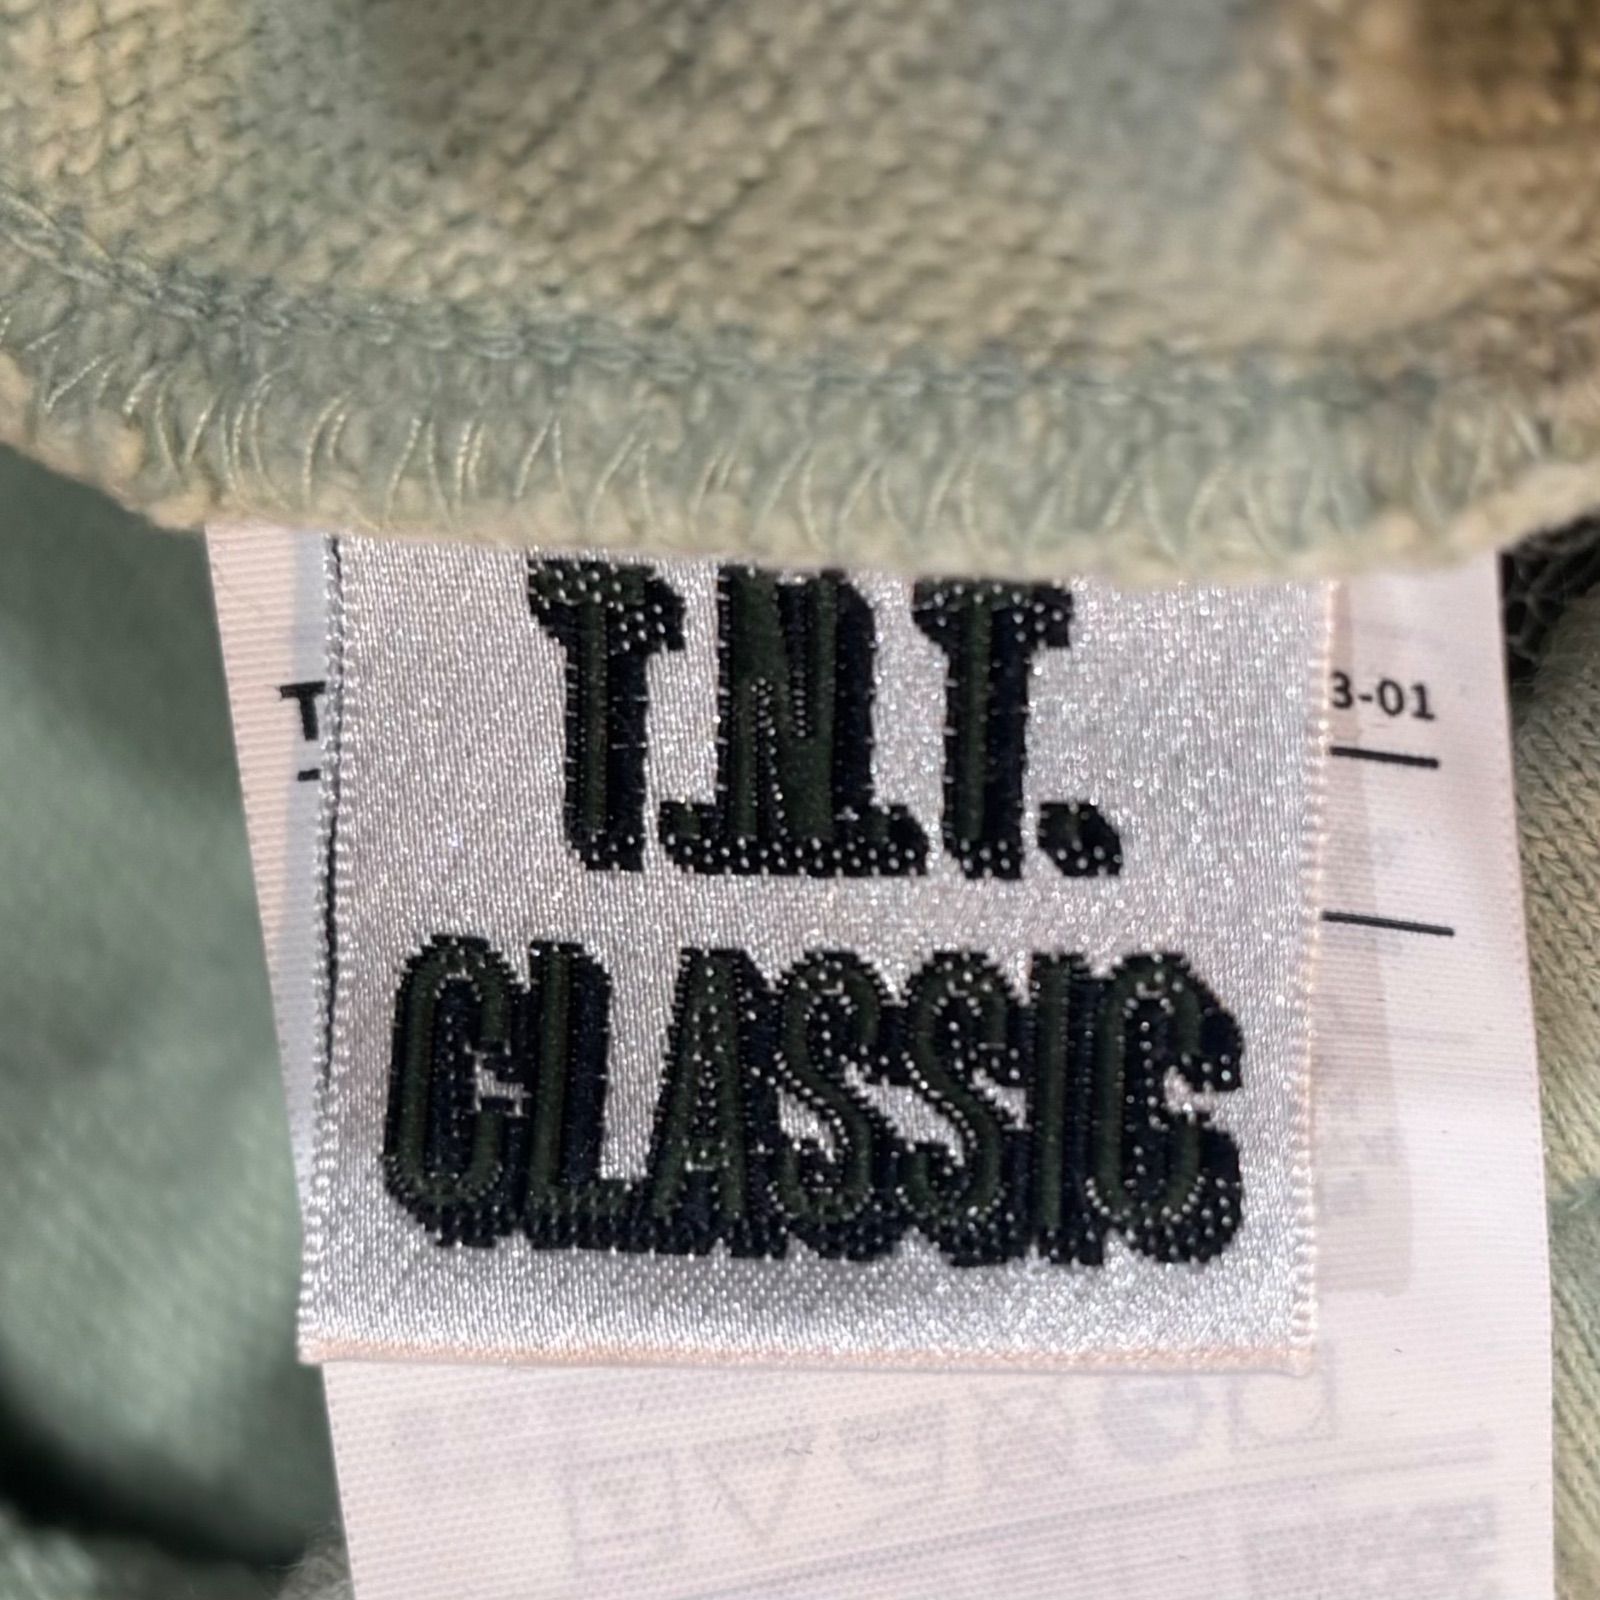 T.N.T.
T
3-01
CLASSIC